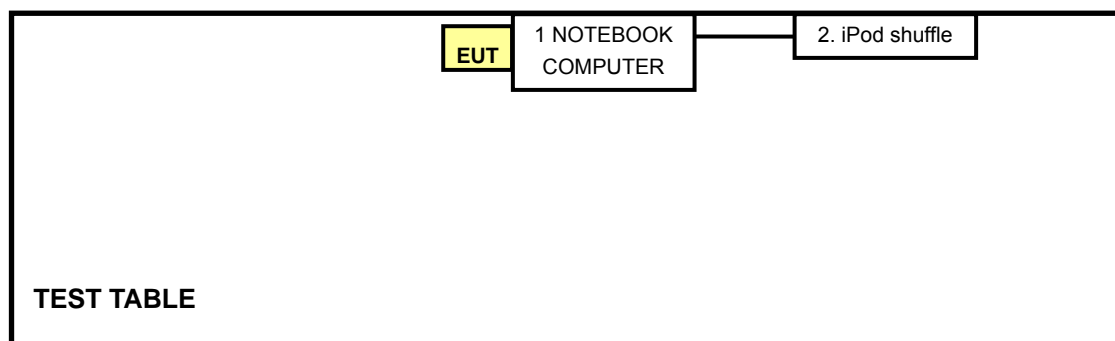 EUT
1 NOTEBOOK
COMPUTER
2. iPod shuffle
TEST TABLE